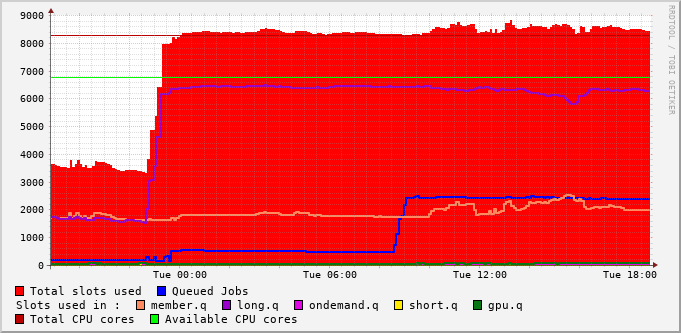 RRDTOOL / TOBI OETIKER
9000
8000
7000
6000
5000
4000
3000
2000
1000
0
Tue 00:00 Tue 06:00 Tue 12:00 Tue 18:00
Total slots used Queued Jobs
Slots used in : member.q long.q ondemand.q short.q gpu.q
Total CPU cores Available CPU cores